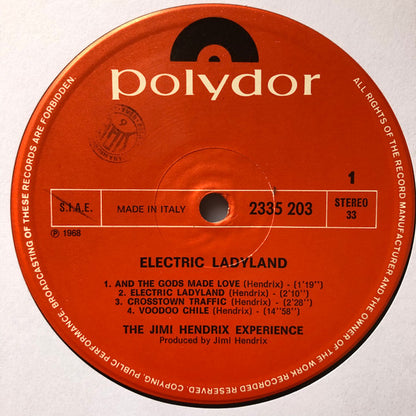 polydor
S.I.A.E.
MADE IN ITALY
2335 203
1
STEREO
33
℗ 1968
ELECTRIC LADYLAND
1. AND THE GODS MADE LOVE (Hendrix) - (1'19")
2. ELECTRIC LADYLAND (Hendrix) - (2'10")
3. CROSSTOWN TRAFFIC (Hendrix) - (2'28")
4. VOODOO CHILE (Hendrix) - (14"58")
THE JIMI HENDRIX EXPERIENCE
Produced by Jimi Hendrix
ALL RIGHTS OF THE RECORD MANUFACTURER AND THE OWNER OF THE WORK RECORDED RESERVED. COPYING, PUBLIC PERFORMANCE, BROADCASTING OF THESE RECORDS ARE FORBIDDEN.